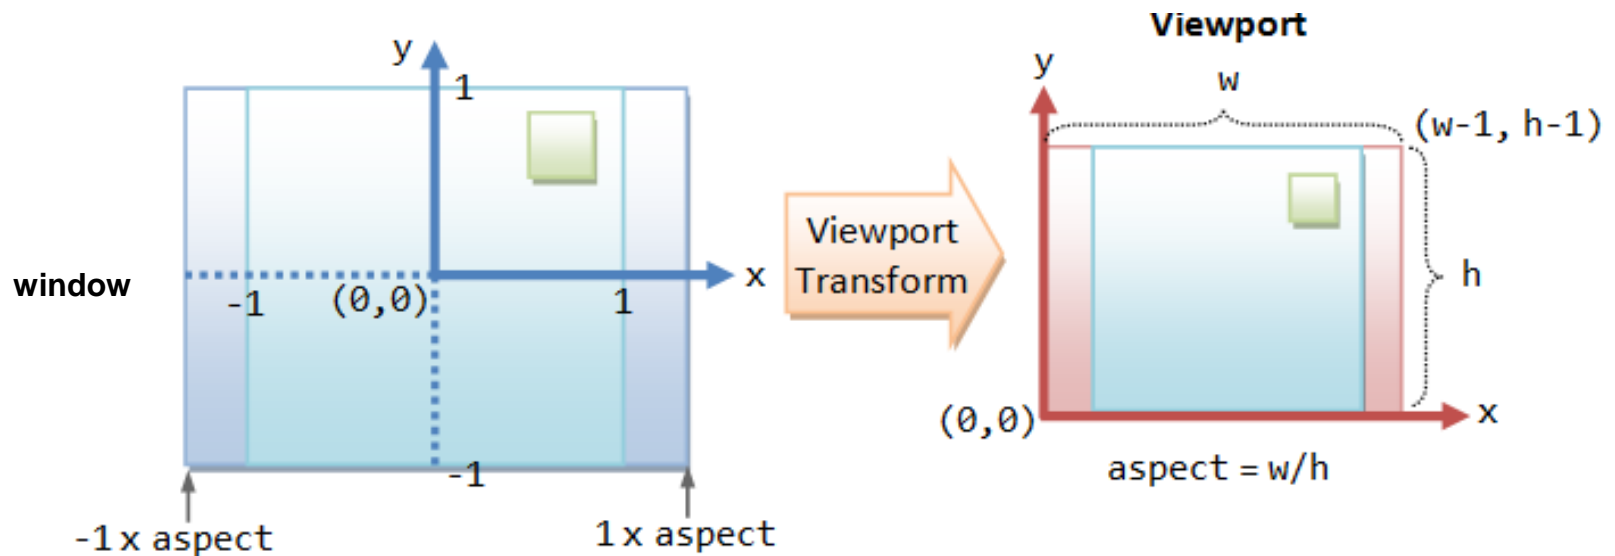 Viewport
y
1
window
-1
(0,0)
1
x
-1
-1 x aspect
1 x aspect
Viewport
Transform
y
w
(w-1, h-1)
h
(0,0)
x
aspect = w/h